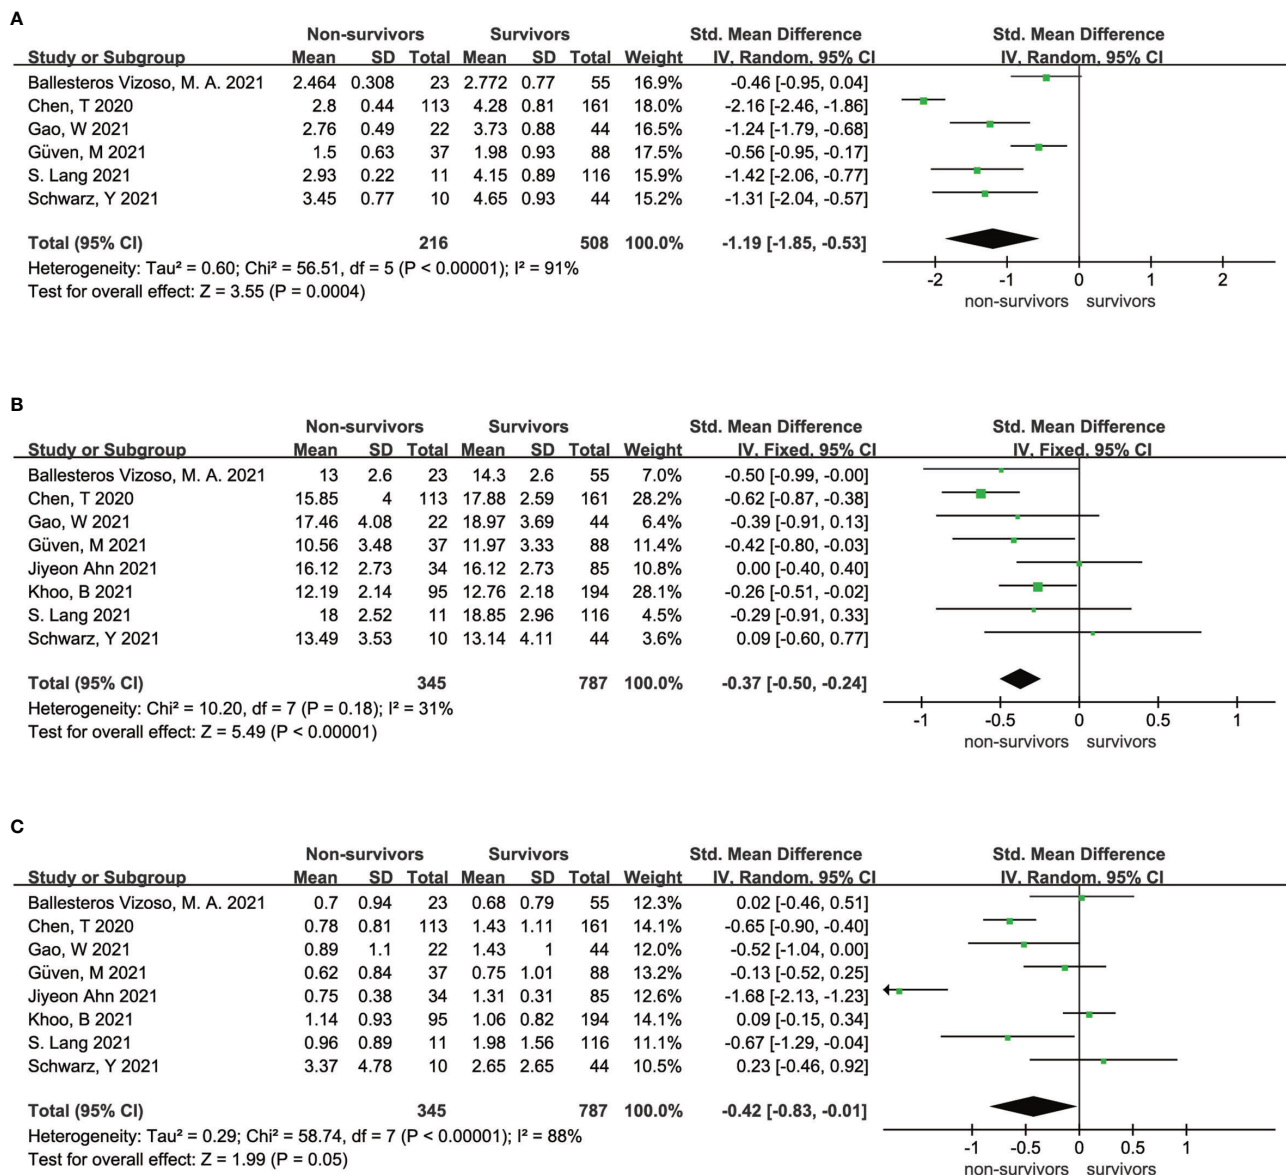 A
Non-survivors Survivors Std. Mean Difference Std. Mean Difference
Study or Subgroup Mean SD Total Mean SD Total Weight IV, Random, 95% CI IV, Random, 95% CI
Ballesteros Vizoso, M. A. 2021 2.464 0.308 23 2.772 0.77 55 16.9% -0.46 [-0.95, 0.04]
Chen, T 2020 2.8 0.44 113 4.28 0.81 161 18.0% -2.16 [-2.46, -1.86]
Gao, W 2021 2.76 0.49 22 3.73 0.88 44 16.5% -1.24 [-1.79, -0.68]
Güven, M 2021 1.5 0.63 37 1.98 0.93 88 17.5% -0.56 [-0.95, -0.17]
S. Lang 2021 2.93 0.22 11 4.15 0.89 116 15.9% -1.42 [-2.06, -0.77]
Schwarz, Y 2021 3.45 0.77 10 4.65 0.93 44 15.2% -1.31 [-2.04, -0.57]
Total (95% CI) 216 508 100.0% -1.19 [-1.85, -0.53]
Heterogeneity: Tau² = 0.60; Chi² = 56.51, df = 5 (P < 0.00001); I² = 91%
Test for overall effect: Z = 3.55 (P = 0.0004)
-2 -1 0 1 2
non-survivors survivors
B
Non-survivors Survivors Std. Mean Difference Std. Mean Difference
Study or Subgroup Mean SD Total Mean SD Total Weight IV, Fixed, 95% CI IV, Fixed, 95% CI
Ballesteros Vizoso, M. A. 2021 13 2.6 23 14.3 2.6 55 7.0% -0.50 [-0.99, -0.00]
Chen, T 2020 15.85 4 113 17.88 2.59 161 28.2% -0.62 [-0.87, -0.38]
Gao, W 2021 17.46 4.08 22 18.97 3.69 44 6.4% -0.39 [-0.91, 0.13]
Güven, M 2021 10.56 3.48 37 11.97 3.33 88 11.4% -0.42 [-0.80, -0.03]
Jiyeon Ahn 2021 16.12 2.73 34 16.12 2.73 85 10.8% 0.00 [-0.40, 0.40]
Khoo, B 2021 12.19 2.14 95 12.76 2.18 194 28.1% -0.26 [-0.51, -0.02]
S. Lang 2021 18 2.52 11 18.85 2.96 116 4.5% -0.29 [-0.91, 0.33]
Schwarz, Y 2021 13.49 3.53 10 13.14 4.11 44 3.6% 0.09 [-0.60, 0.77]
Total (95% CI) 345 787 100.0% -0.37 [-0.50, -0.24]
Heterogeneity: Chi² = 10.20, df = 7 (P = 0.18); I² = 31%
Test for overall effect: Z = 5.49 (P < 0.00001)
-1 -0.5 0 0.5 1
non-survivors survivors
C
Non-survivors Survivors Std. Mean Difference Std. Mean Difference
Study or Subgroup Mean SD Total Mean SD Total Weight IV, Random, 95% CI IV, Random, 95% CI
Ballesteros Vizoso, M. A. 2021 0.7 0.94 23 0.68 0.79 55 12.3% 0.02 [-0.46, 0.51]
Chen, T 2020 0.78 0.81 113 1.43 1.11 161 14.1% -0.65 [-0.90, -0.40]
Gao, W 2021 0.89 1.1 22 1.43 1 44 12.0% -0.52 [-1.04, 0.00]
Güven, M 2021 0.62 0.84 37 0.75 1.01 88 13.2% -0.13 [-0.52, 0.25]
Jiyeon Ahn 2021 0.75 0.38 34 1.31 0.31 85 12.6% -1.68 [-2.13, -1.23]
Khoo, B 2021 1.14 0.93 95 1.06 0.82 194 14.1% 0.09 [-0.15, 0.34]
S. Lang 2021 0.96 0.89 11 1.98 1.56 116 11.1% -0.67 [-1.29, -0.04]
Schwarz, Y 2021 3.37 4.78 10 2.65 2.65 44 10.5% 0.23 [-0.46, 0.92]
Total (95% CI) 345 787 100.0% -0.42 [-0.83, -0.01]
Heterogeneity: Tau² = 0.29; Chi² = 58.74, df = 7 (P < 0.00001); I² = 88%
Test for overall effect: Z = 1.99 (P = 0.05)
-1 -0.5 0 0.5 1
non-survivors survivors